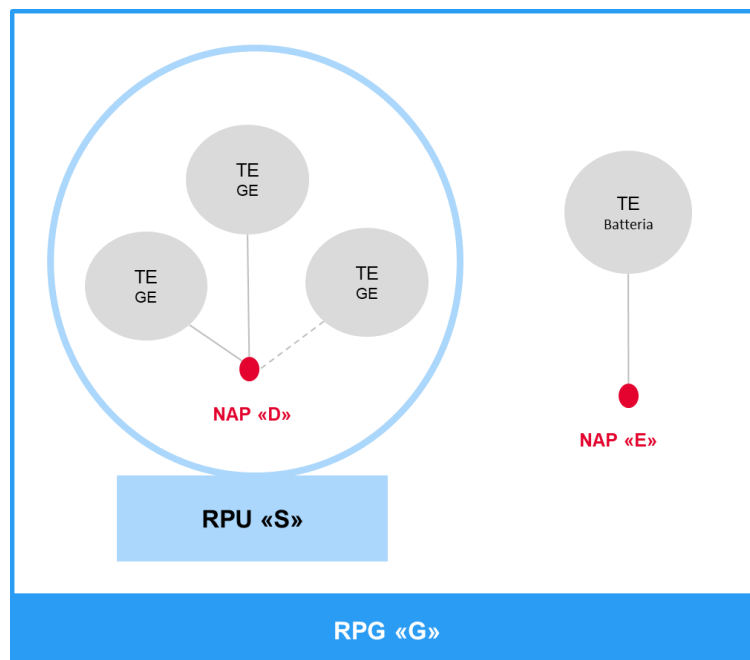 TE
GE
TE
GE
TE
GE
NAP «D»
RPU «S»
TE
Batteria
NAP «E»
RPG «G»